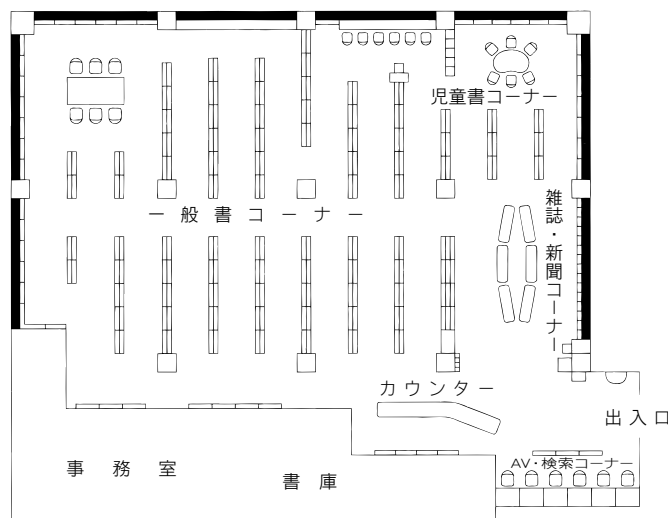 児童書コーナー
一般書コーナー
雑誌・新聞コーナー
カウンター
出入口
AV・検索コーナー
事務室
書庫